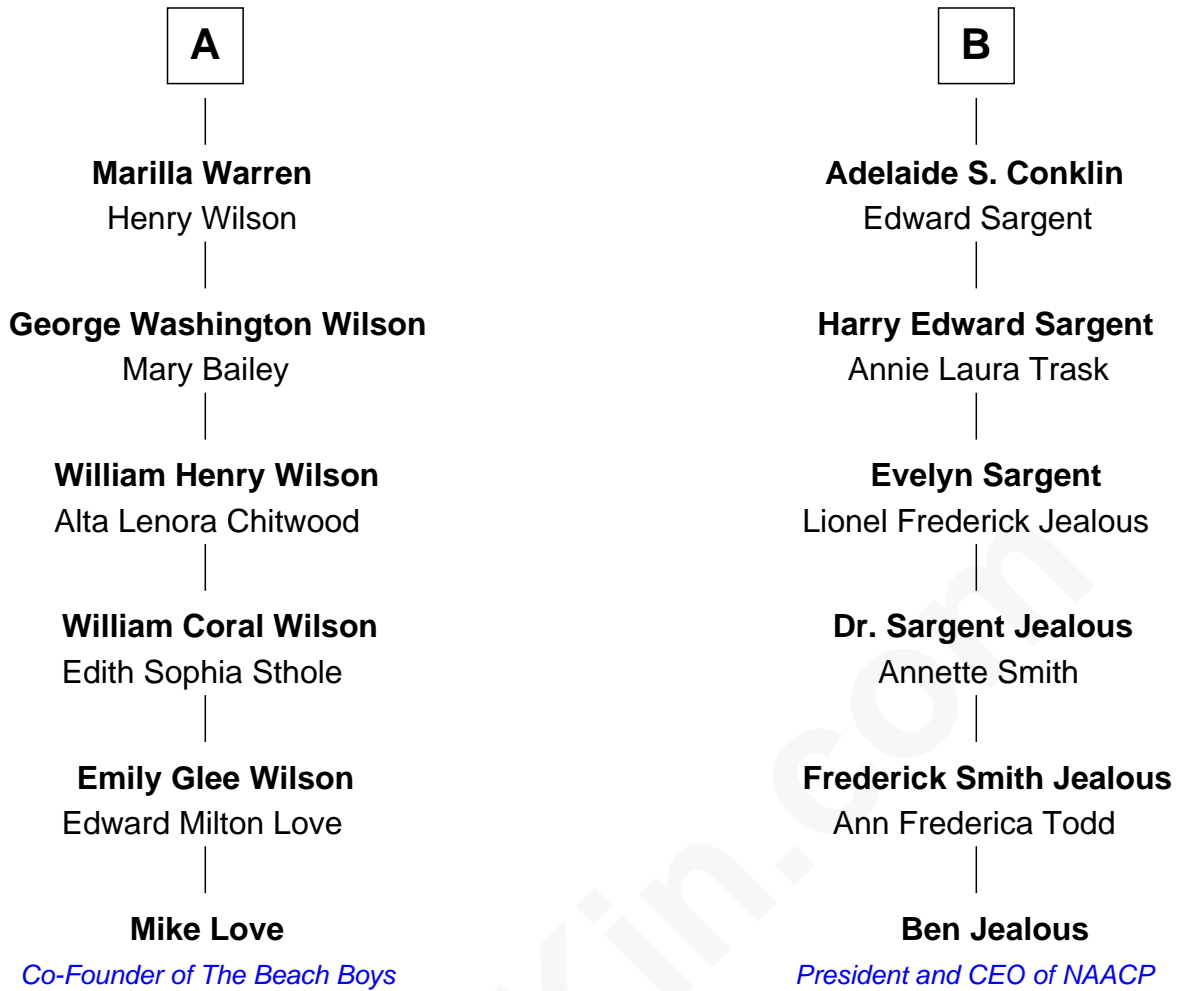 A
Marilla Warren
Henry Wilson
George Washington Wilson
Mary Bailey
William Henry Wilson
Alta Lenora Chitwood
William Coral Wilson
Edith Sophia Sthole
Emily Glee Wilson
Edward Milton Love
Mike Love
Co-Founder of The Beach Boys
B
Adelaide S. Conklin
Edward Sargent
Harry Edward Sargent
Annie Laura Trask
Evelyn Sargent
Lionel Frederick Jealous
Dr. Sargent Jealous
Annette Smith
Frederick Smith Jealous
Ann Frederica Todd
Ben Jealous
President and CEO of NAACP
Kin.com